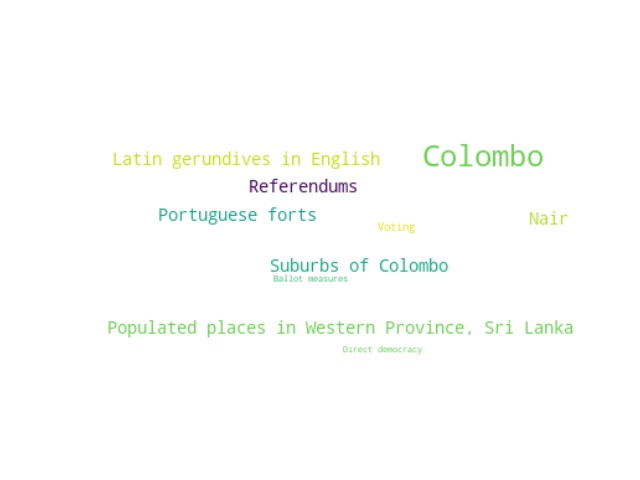 Latin gerundives in English
Colombo
Referendums
Portuguese forts
Nair
Voting
Suburbs of Colombo
Ballot measures
Populated places in Western Province, Sri Lanka
Direct democracy